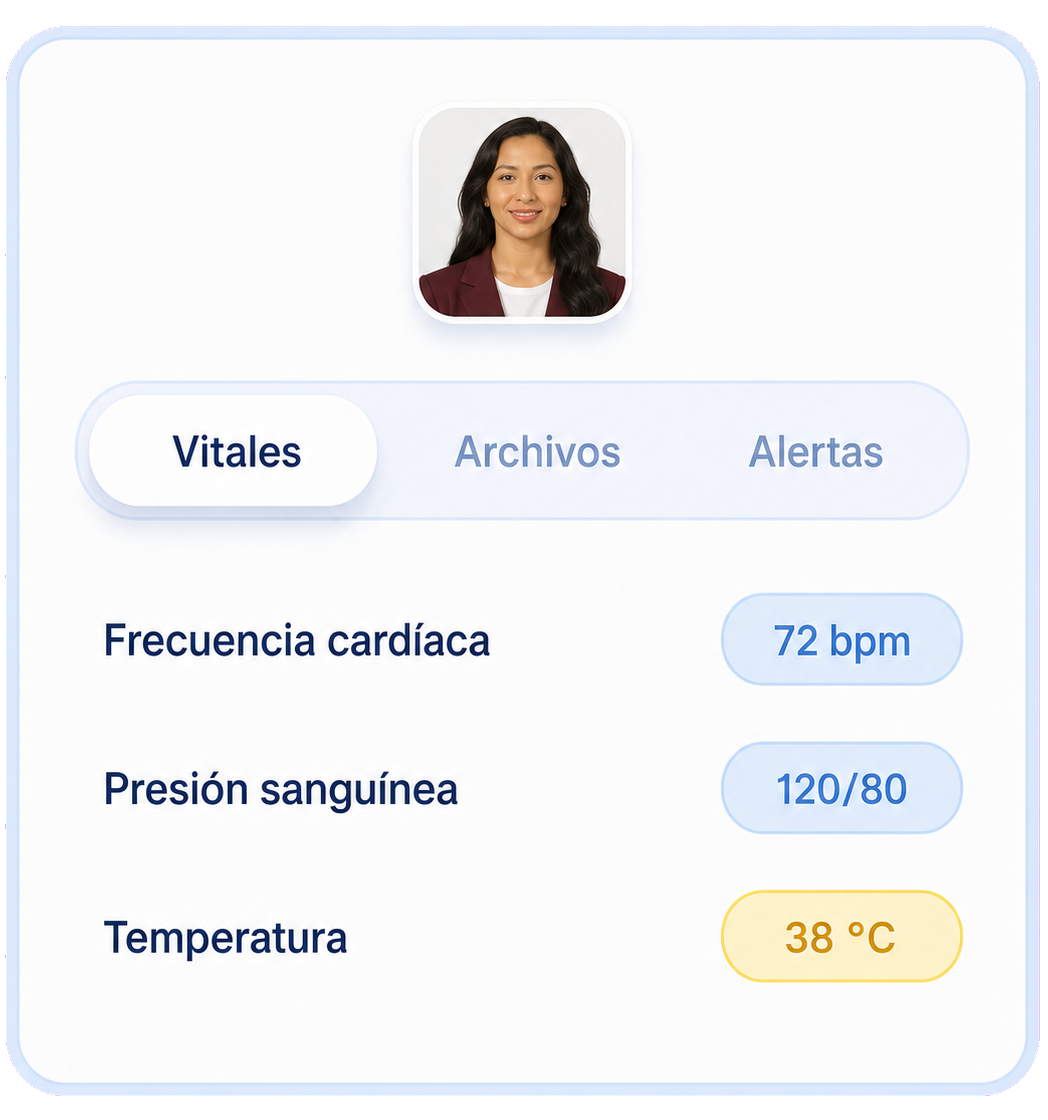 Vitales Archivos Alertas
Frecuencia cardíaca 72 bpm
Presión sanguínea 120/80
Temperatura 38 °C